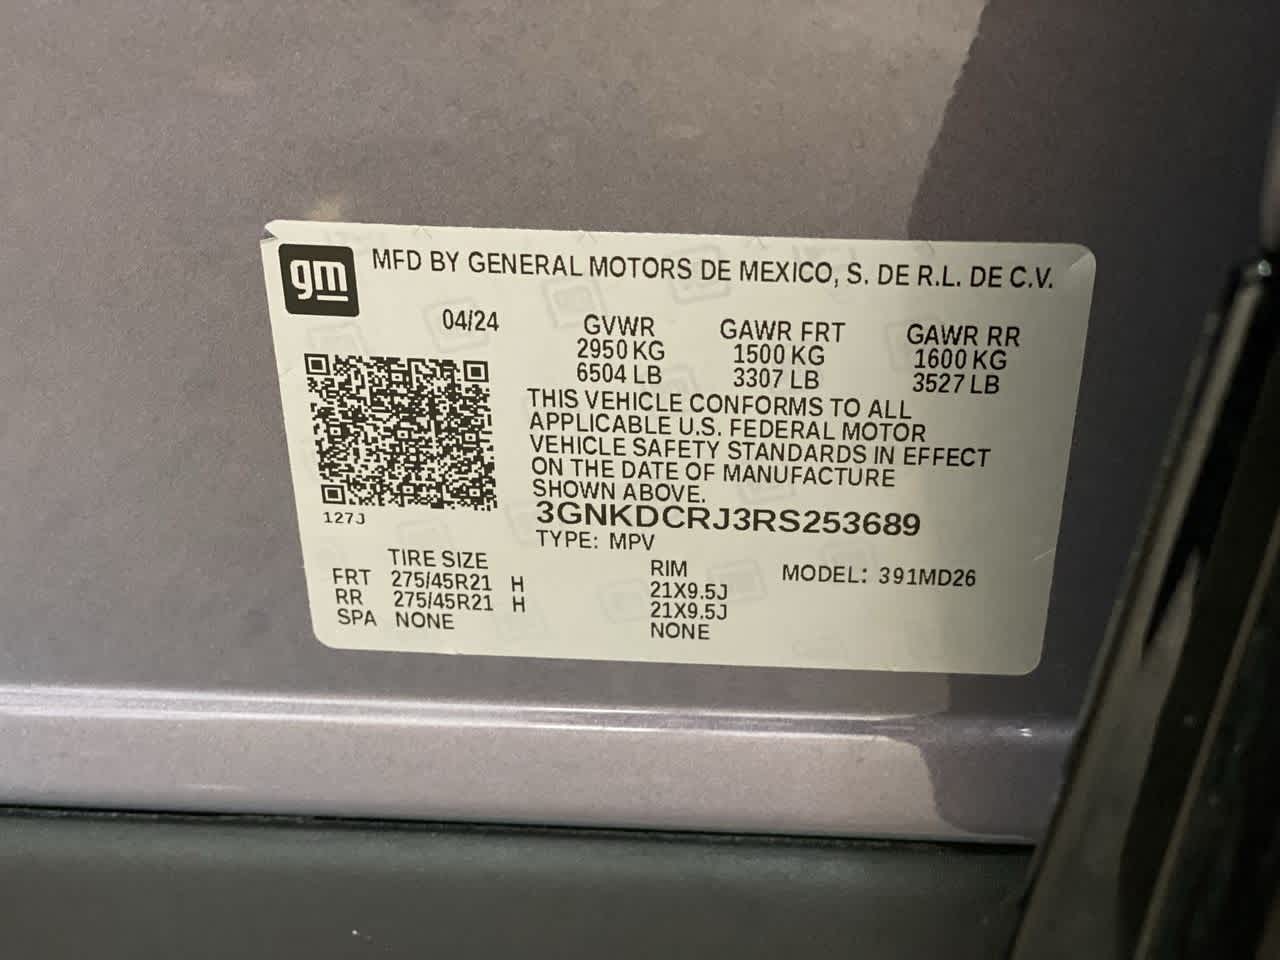 gm
MFD BY GENERAL MOTORS DE MEXICO, S. DE R.L. DE C.V.
04/24 GVWR GAWR FRT GAWR RR
2950 KG 1500 KG 1600 KG
6504 LB 3307 LB 3527 LB
THIS VEHICLE CONFORMS TO ALL
APPLICABLE U.S. FEDERAL MOTOR
VEHICLE SAFETY STANDARDS IN EFFECT
ON THE DATE OF MANUFACTURE
SHOWN ABOVE.
127J
3GNKDCRJ3RS253689
TYPE: MPV
TIRE SIZE RIM MODEL: 391MD26
FRT 275/45R21 H 21X9.5J
RR 275/45R21 H 21X9.5J
SPA NONE NONE